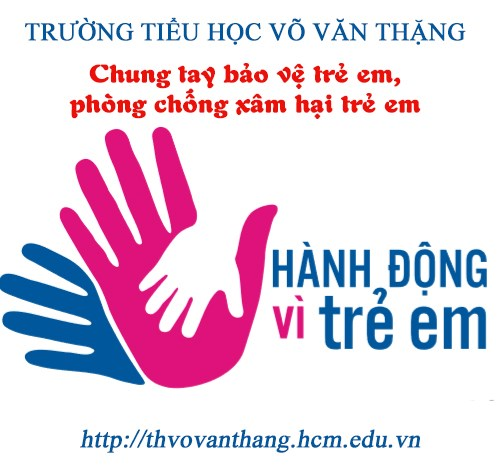 TRƯỜNG TIỂU HỌC VÕ VĂN THẶNG
Chung tay bảo vệ trẻ em,
phòng chống xâm hại trẻ em
HÀNH ĐỘNG
vì trẻ em
http://thvovanthang.hcm.edu.vn